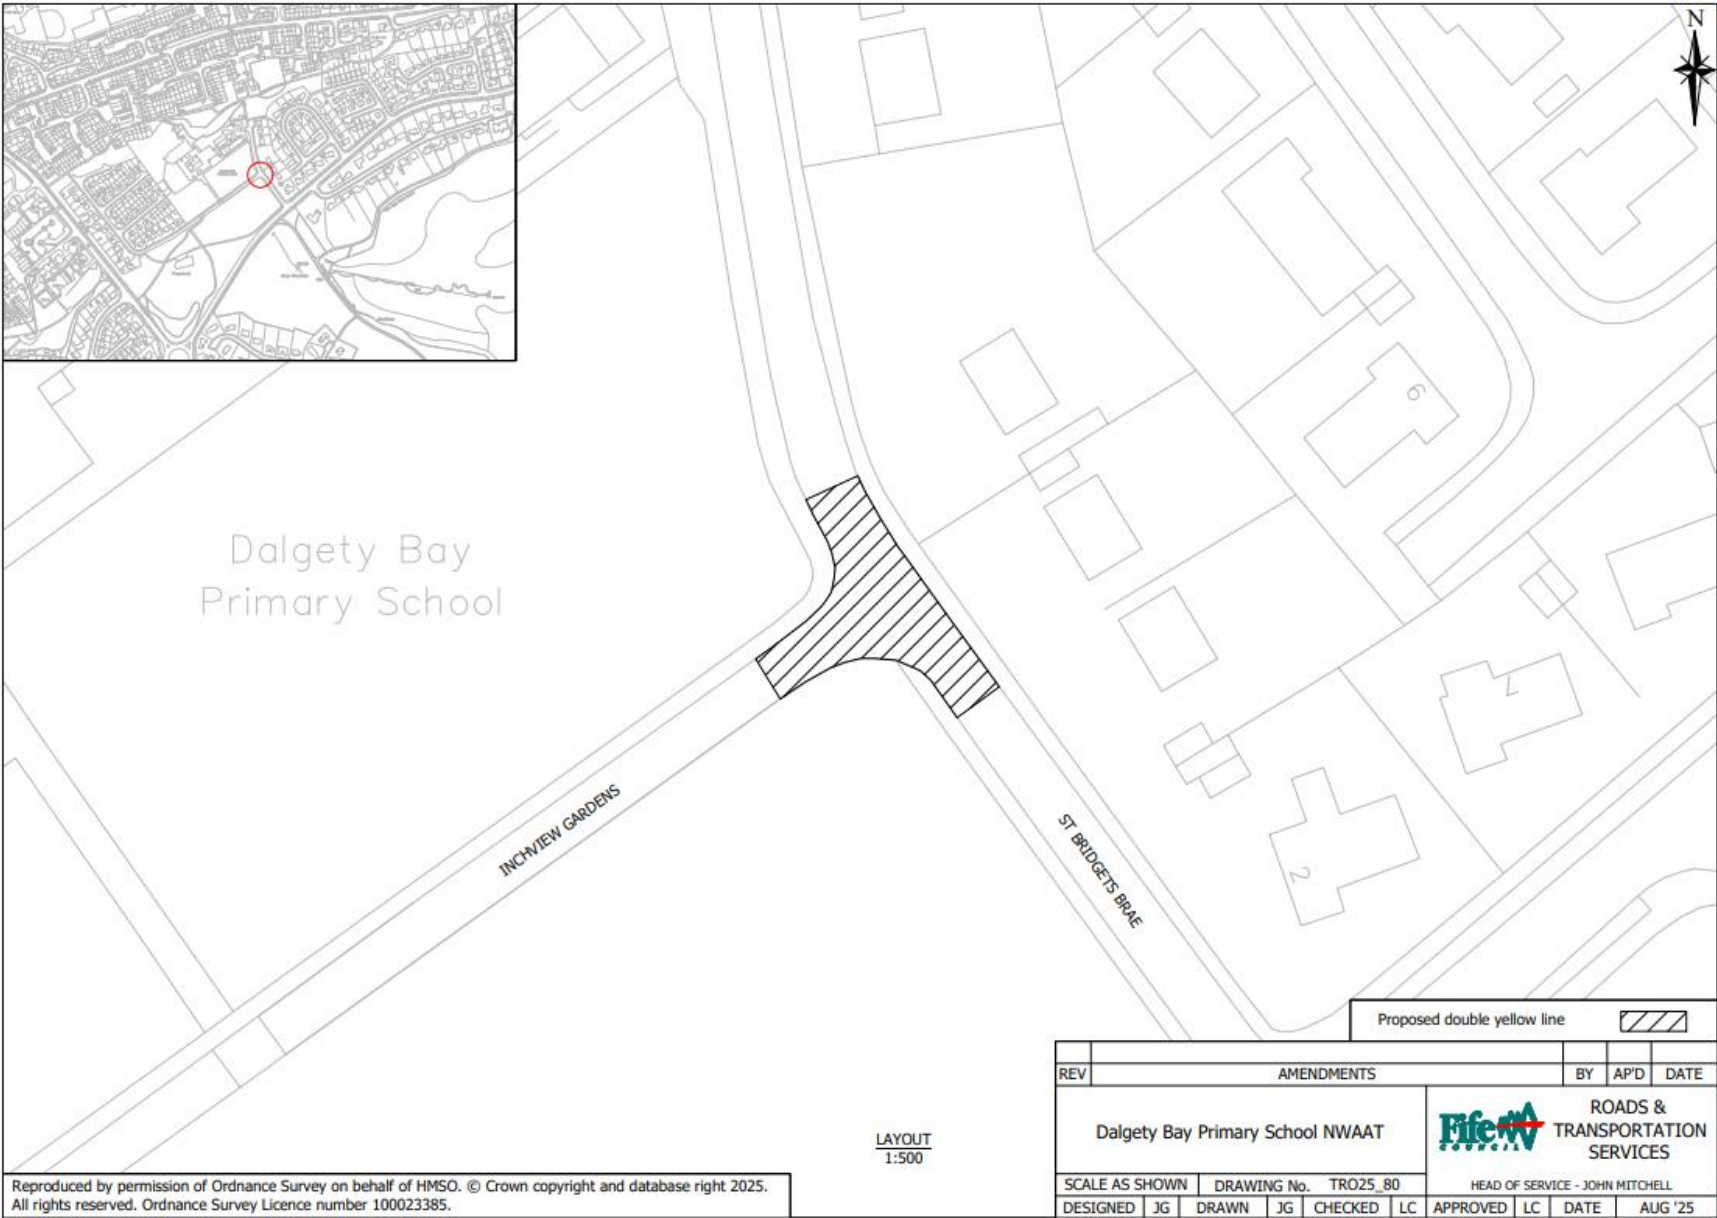 N
Dalgety Bay
Primary School
6
7
2
INCHVIEW GARDENS
ST BRIDGETS BRAE
Proposed double yellow line
REV AMENDMENTS BY AP'D DATE
Dalgety Bay Primary School NWAAT
Fife
COUNCIL
ROADS &
TRANSPORTATION
SERVICES
LAYOUT
1:500
SCALE AS SHOWN DRAWING No. TRO25_80 HEAD OF SERVICE - JOHN MITCHELL
DESIGNED JG DRAWN JG CHECKED LC APPROVED LC DATE AUG '25
Reproduced by permission of Ordnance Survey on behalf of HMSO. © Crown copyright and database right 2025.
All rights reserved. Ordnance Survey Licence number 100023385.